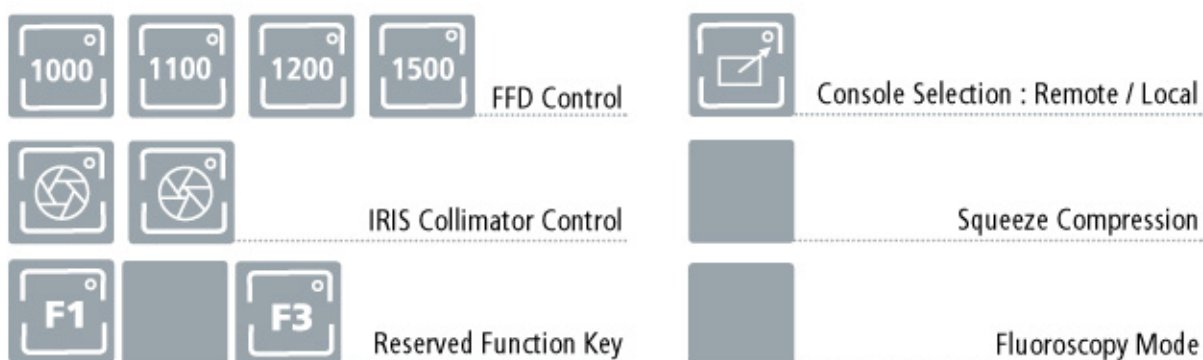 1000 1100 1200 1500 FFD Control
Console Selection : Remote / Local
IRIS Collimator Control
Squeeze Compression
F1 F3 Reserved Function Key
Fluoroscopy Mode